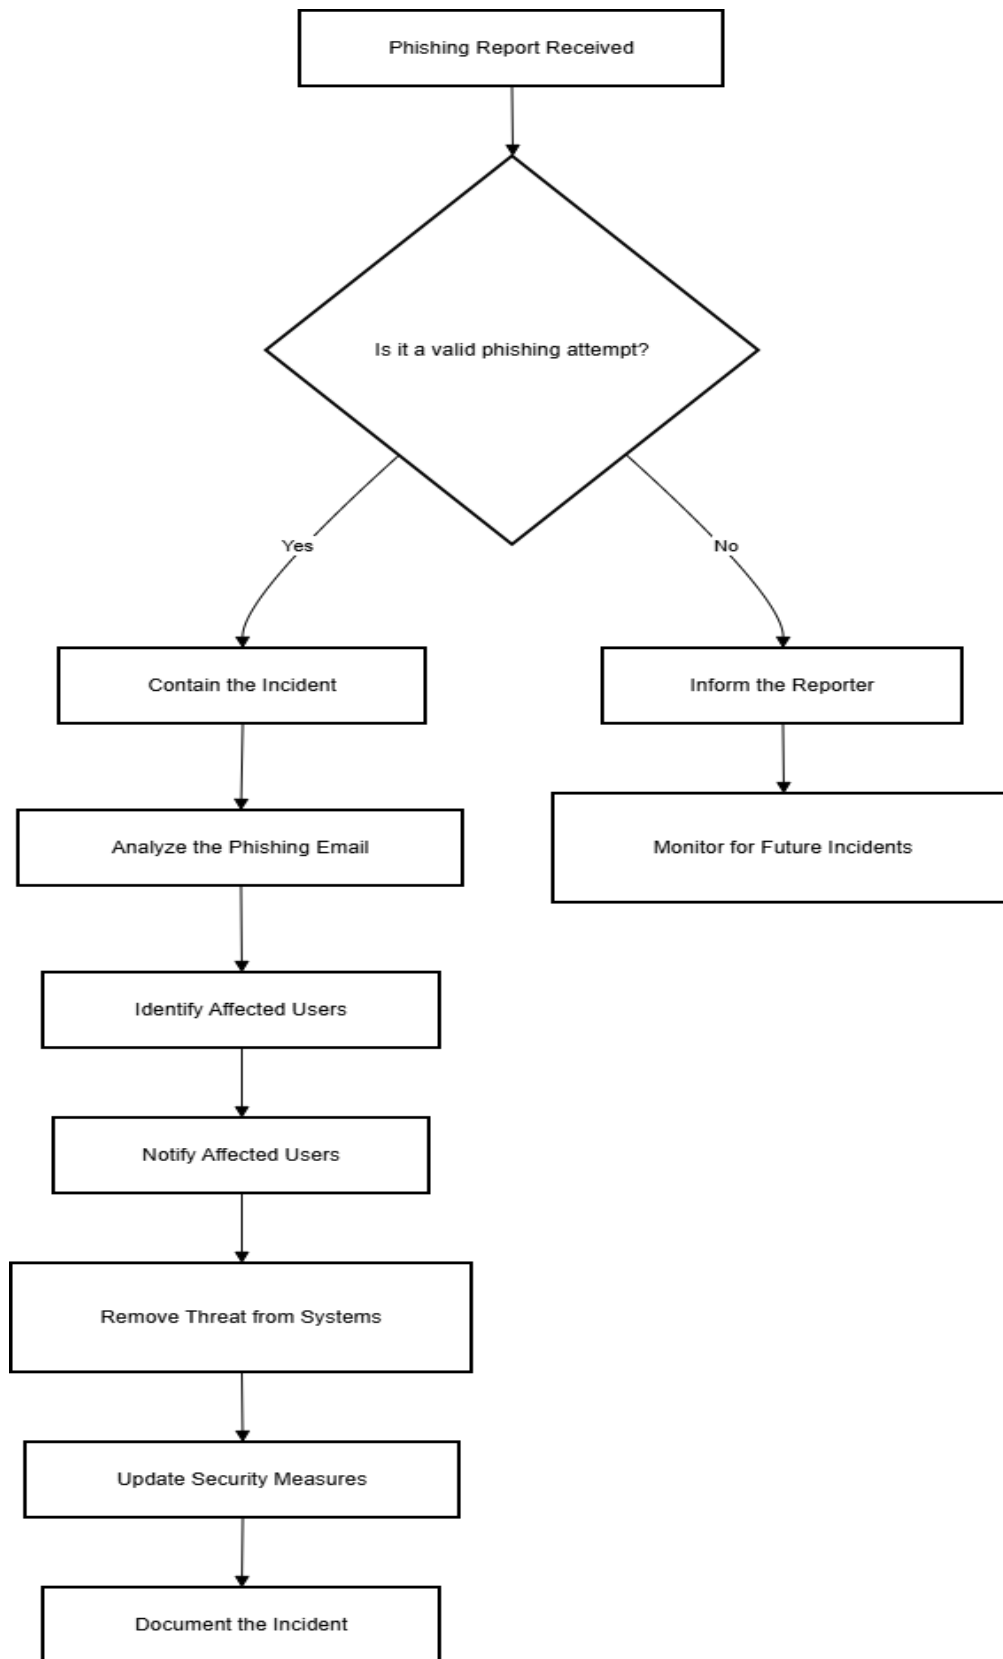 Phishing Report Received
Is it a valid phishing attempt?
Yes
No
Contain the Incident
Inform the Reporter
Analyze the Phishing Email
Monitor for Future Incidents
Identify Affected Users
Notify Affected Users
Remove Threat from Systems
Update Security Measures
Document the Incident